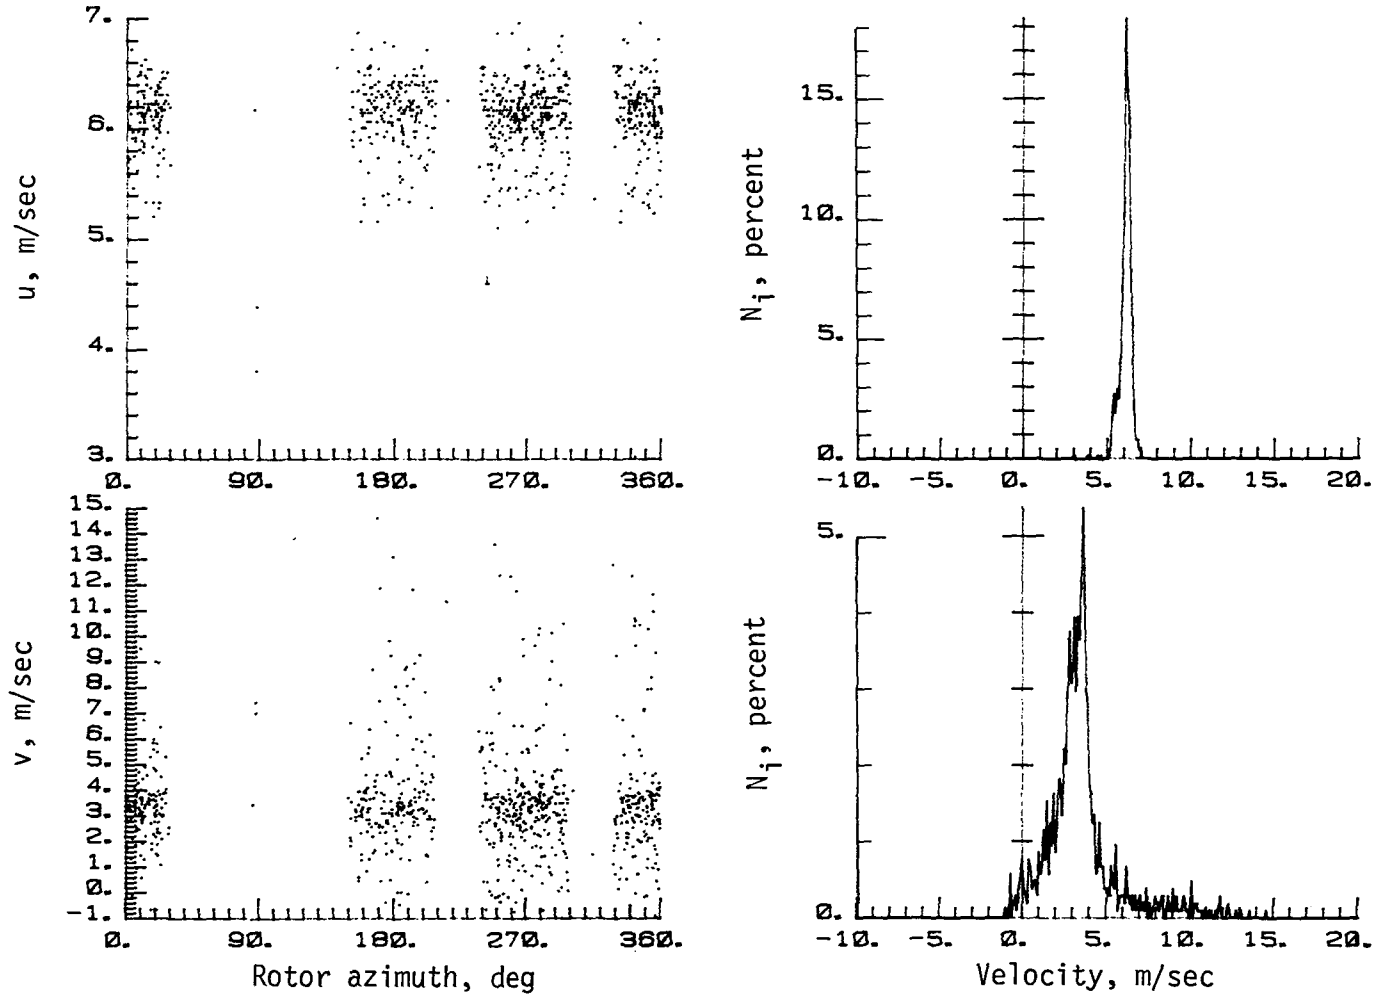 u, m/sec
7.
6.
5.
4.
3.
0. 90. 180. 270. 360.
N_i, percent
15.
10.
5.
0.
-10. -5. 0. 5. 10. 15. 20.
v, m/sec
15.
14.
13.
12.
11.
10.
9.
8.
7.
6.
5.
4.
3.
2.
1.
0.
-1.
0. 90. 180. 270. 360.
Rotor azimuth, deg
N_i, percent
5.
0.
-10. -5. 0. 5. 10. 15. 20.
Velocity, m/sec